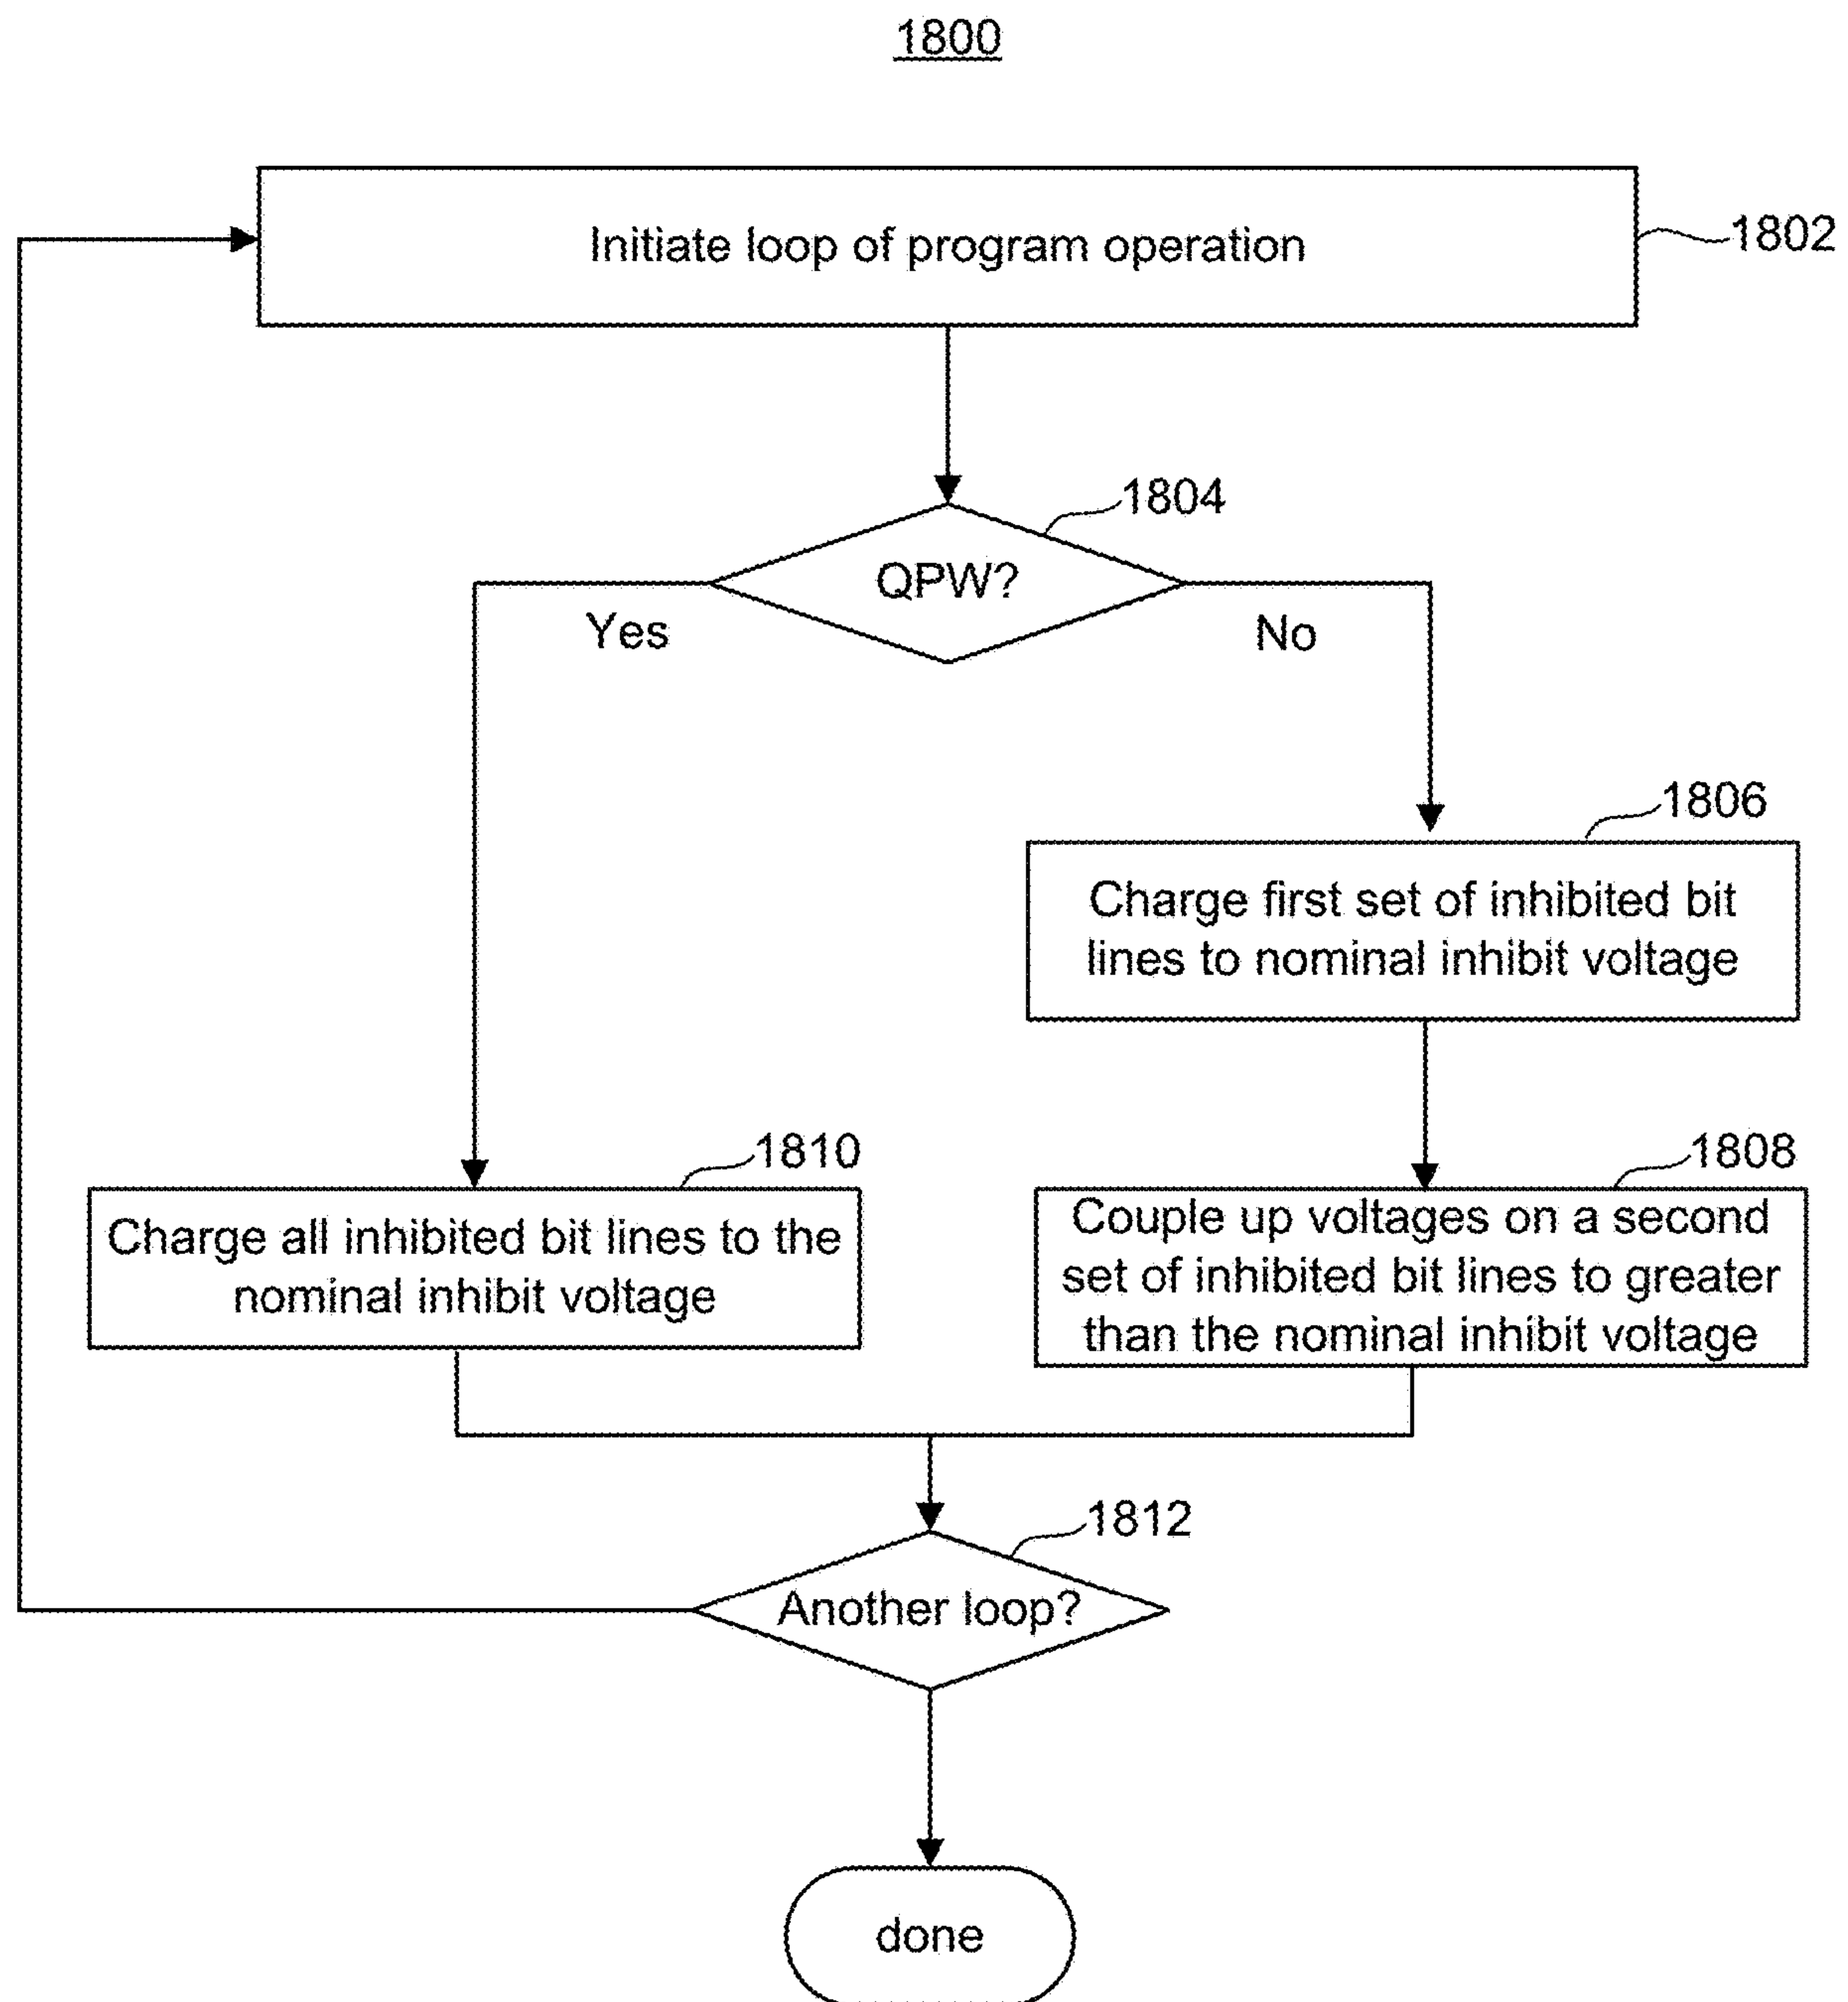 1800
Initiate loop of program operation
1802
1804
QPW?
Yes
No
1806
Charge first set of inhibited bit
lines to nominal inhibit voltage
1810
Charge all inhibited bit lines to the
nominal inhibit voltage
1808
Couple up voltages on a second
set of inhibited bit lines to greater
than the nominal inhibit voltage
1812
Another loop?
done